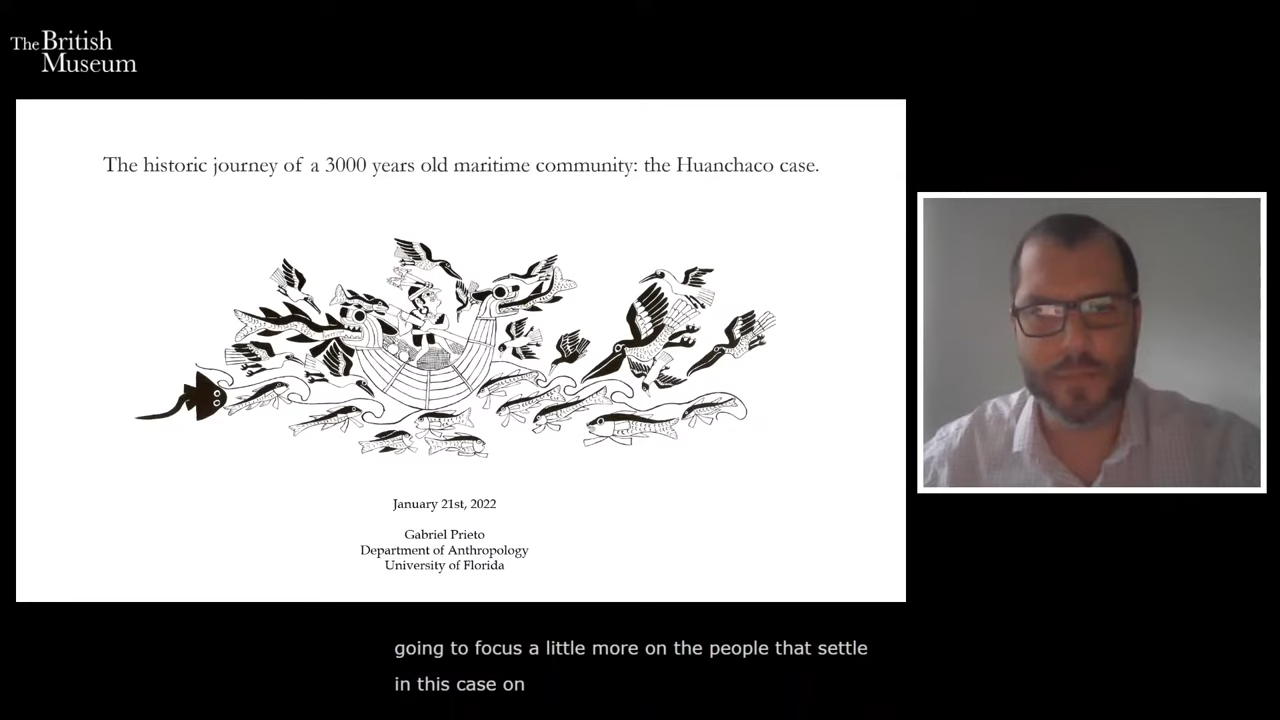 The British
Museum
The historic journey of a 3000 years old maritime community: the Huanchaco case.
January 21st, 2022
Gabriel Prieto
Department of Anthropology
University of Florida
going to focus a little more on the people that settle
in this case on